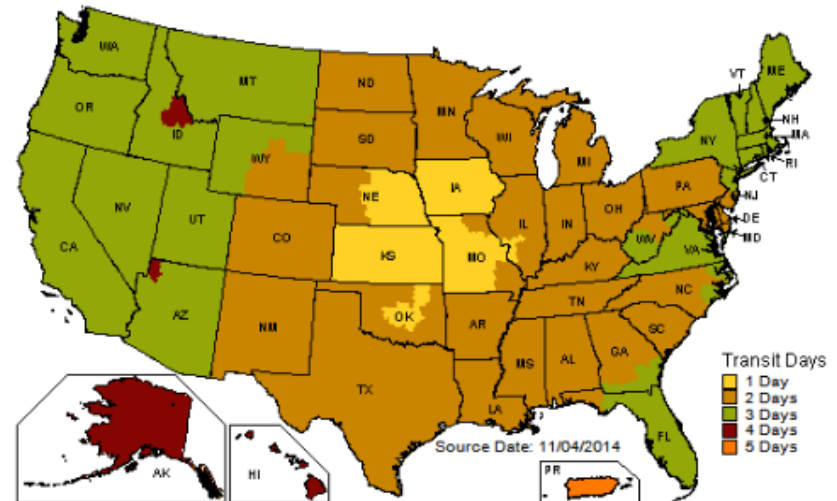 WA
MT
ND
MN
VT
ME
OR
ID
SD
WI
MI
NY
NH
MA
WY
RI
CT
NE
IA
PA
NJ
NV
UT
CO
IL
IN
OH
DE
MD
CA
KS
MO
WV
VA
KY
AZ
NM
OK
AR
TN
NC
SC
MS
AL
GA
TX
LA
FL
Transit Days
1 Day
2 Days
3 Days
4 Days
5 Days
Source Date: 11/04/2014
AK
HI
PR